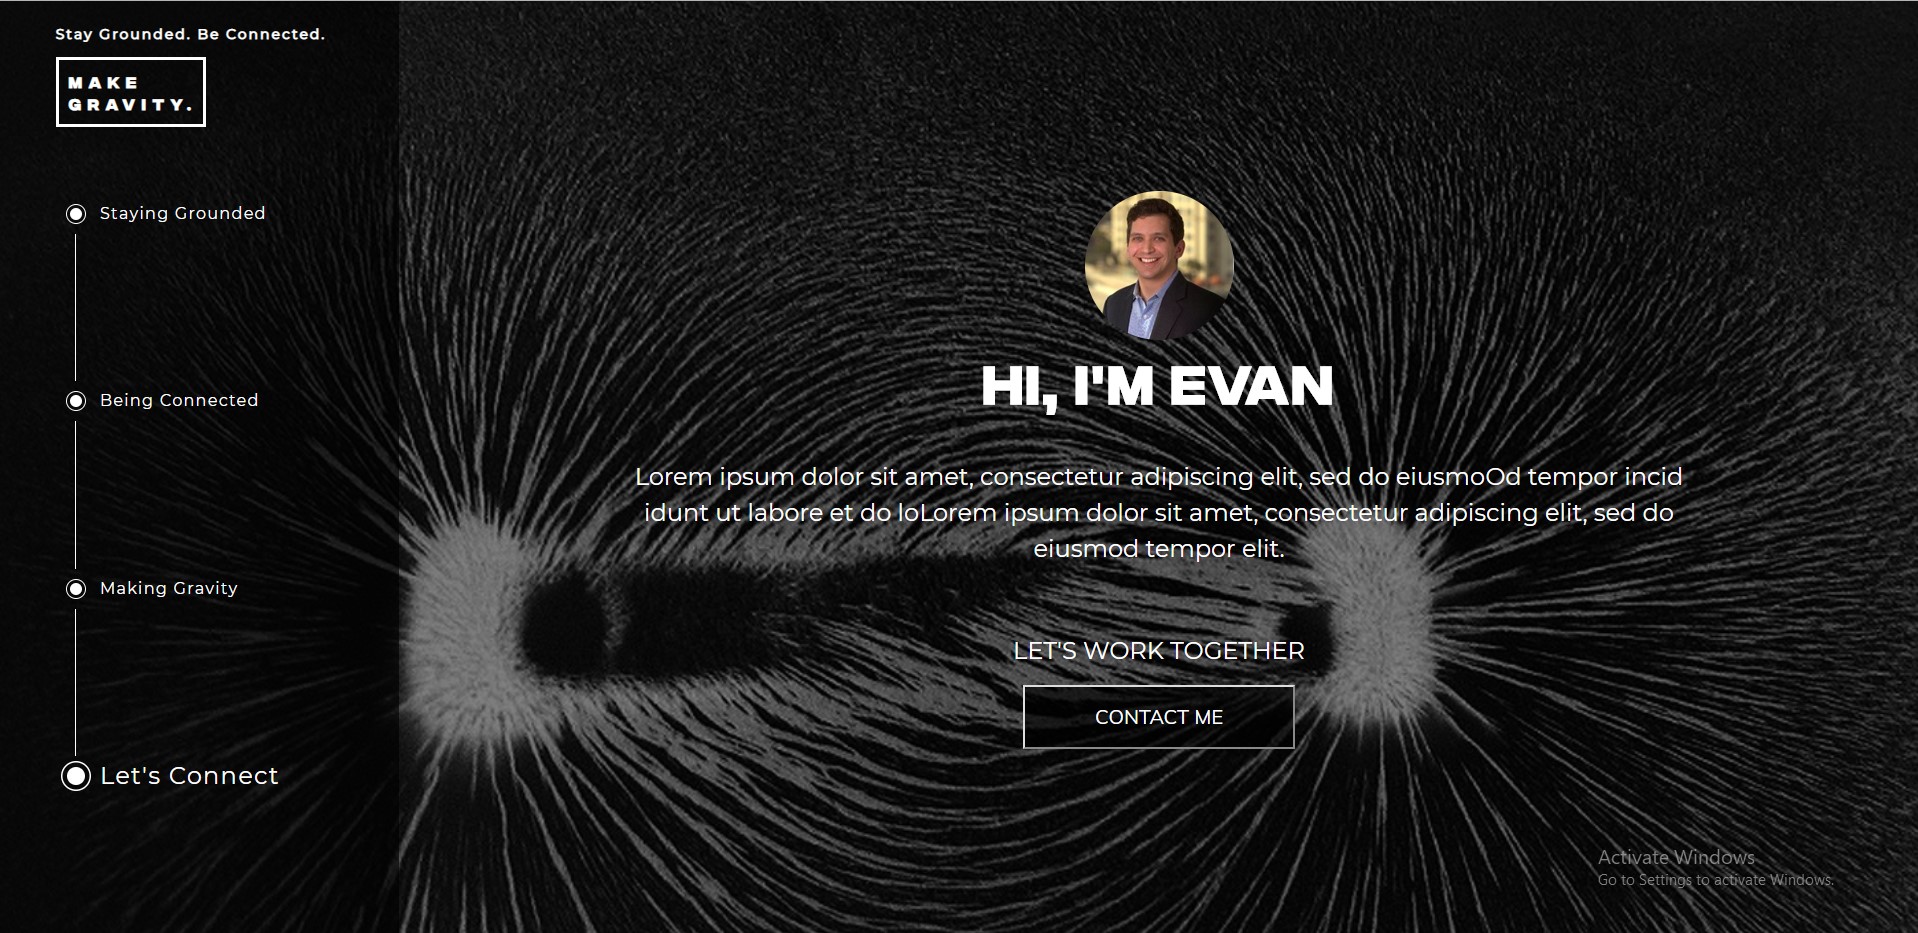 Stay Grounded. Be Connected.
MAKE
GRAVITY.
Staying Grounded
Being Connected
Making Gravity
Let's Connect
HI, I'M EVAN
Lorem ipsum dolor sit amet, consectetur adipiscing elit, sed do eiusmoOd tempor incid
idunt ut labore et do loLorem ipsum dolor sit amet, consectetur adipiscing elit, sed do
eiusmod tempor elit.
LET'S WORK TOGETHER
CONTACT ME
Activate Windows
Go to Settings to activate Windows.